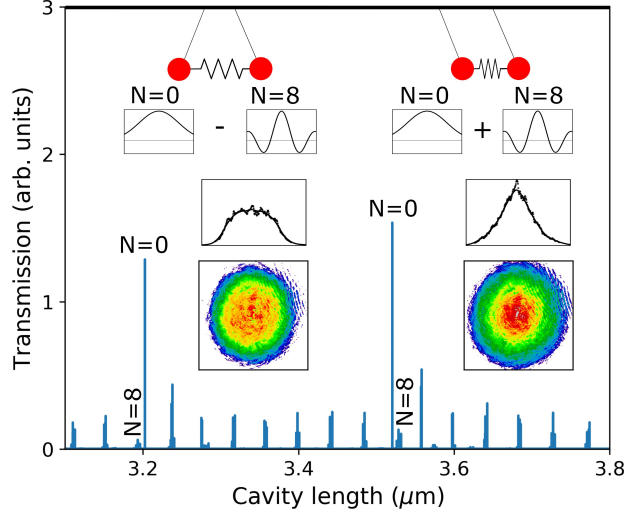 3
N=0 N=8 N=0 N=8
- +
2
N=0 N=0
1
N=8 N=8
0
3.2 3.4 3.6 3.8
Cavity length (μm)
Transmission (arb. units)